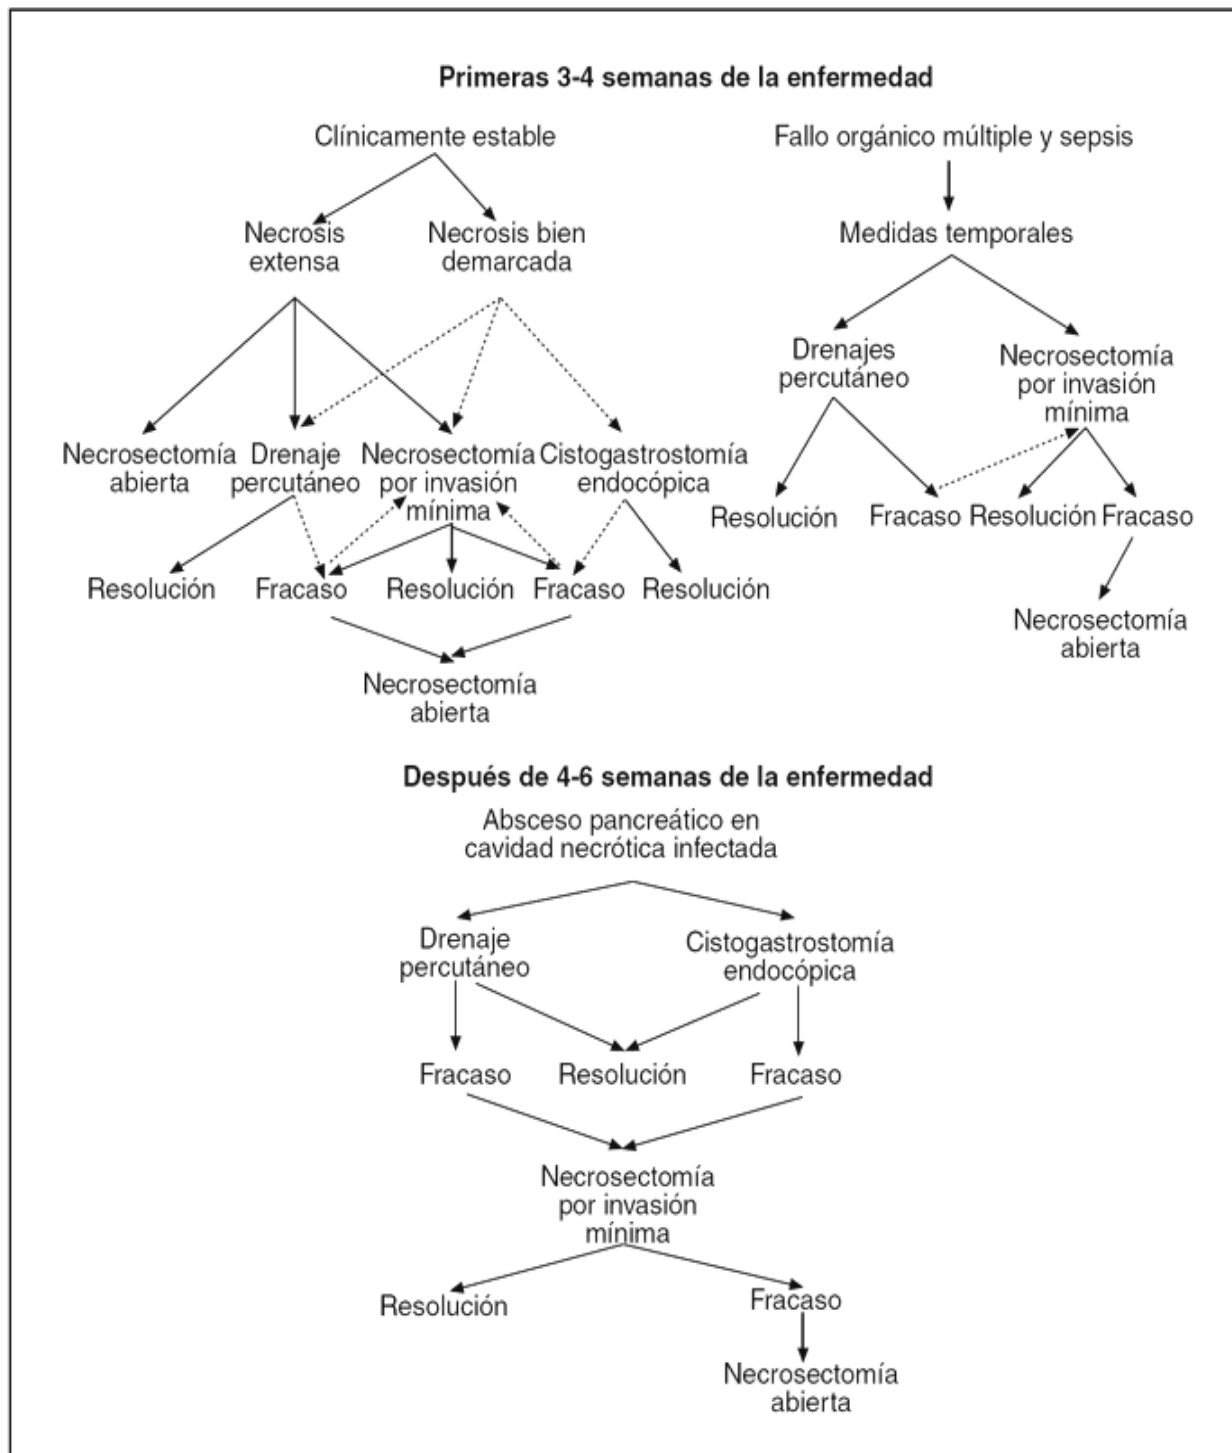 Primeras 3-4 semanas de la enfermedad
Clínicamente estable
Necrosis
extensa
Necrosis bien
demarcada
Necrosectomía
abierta
Drenaje
percutáneo
Necrosectomía
por invasión
mínima
Cistogastrostomía
endocópica
Resolución
Fracaso
Resolución
Fracaso
Resolución
Necrosectomía
abierta
Fallo orgánico múltiple y sepsis
Medidas temporales
Drenajes
percutáneo
Necrosectomía
por invasión
mínima
Resolución
Fracaso
Resolución
Fracaso
Necrosectomía
abierta
Después de 4-6 semanas de la enfermedad
Absceso pancreático en
cavidad necrótica infectada
Drenaje
percutáneo
Cistogastrostomía
endocópica
Fracaso
Resolución
Fracaso
Necrosectomía
por invasión
mínima
Resolución
Fracaso
Necrosectomía
abierta